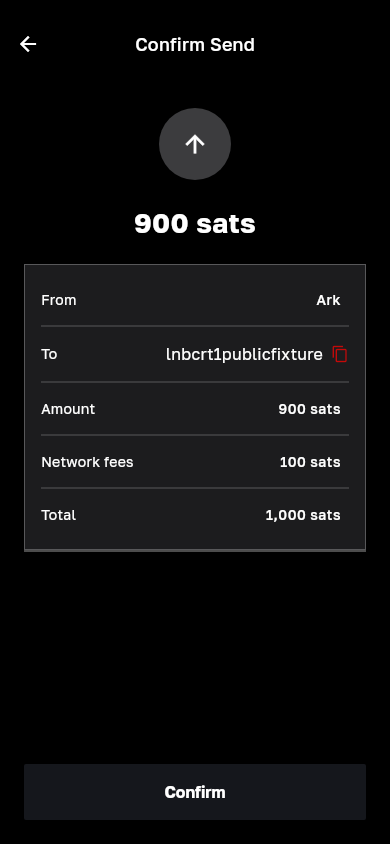 Confirm Send
900 sats
From Ark
To lnbcrt1publicfixture
Amount 900 sats
Network fees 100 sats
Total 1,000 sats
Confirm